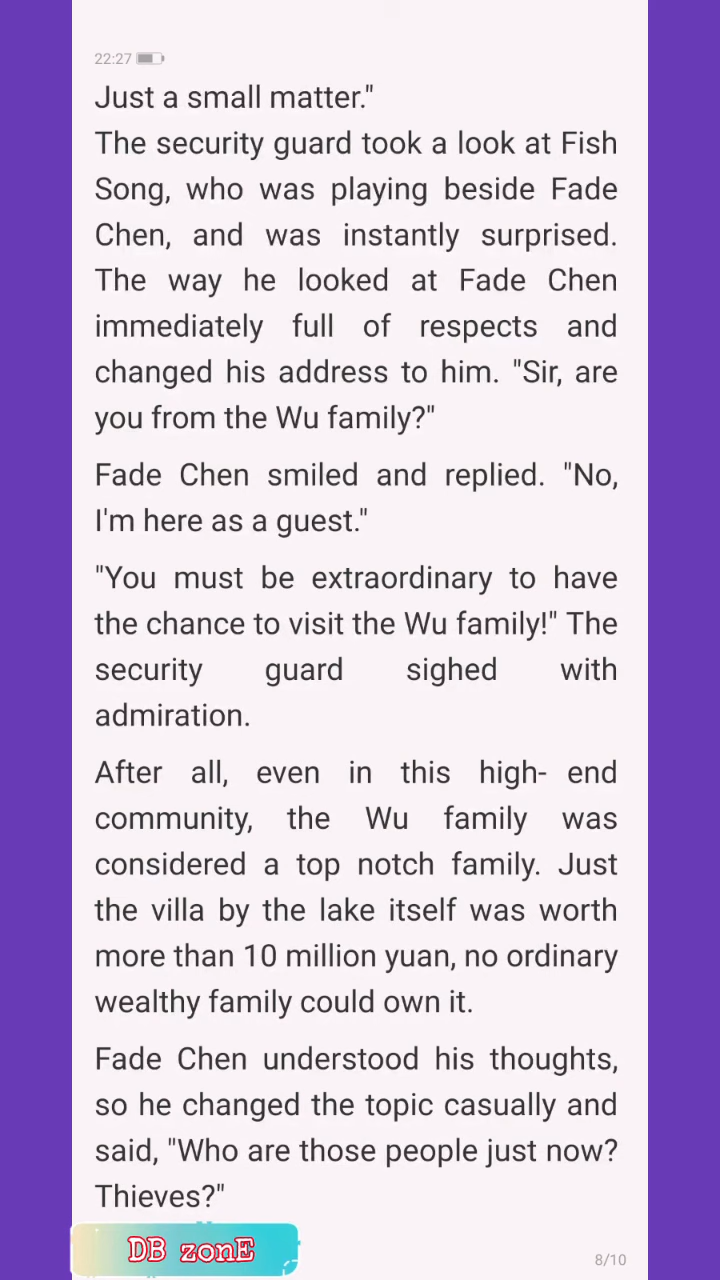 22:27
Just a small matter."
The security guard took a look at Fish
Song, who was playing beside Fade
Chen, and was instantly surprised.
The way he looked at Fade Chen
immediately full of respects and
changed his address to him. "Sir, are
you from the Wu family?"
Fade Chen smiled and replied. "No,
I'm here as a guest."
"You must be extraordinary to have
the chance to visit the Wu family!" The
security guard sighed with
admiration.
After all, even in this high- end
community, the Wu family was
considered a top notch family. Just
the villa by the lake itself was worth
more than 10 million yuan, no ordinary
wealthy family could own it.
Fade Chen understood his thoughts,
so he changed the topic casually and
said, "Who are those people just now?
Thieves?"
DB zonE
8/10